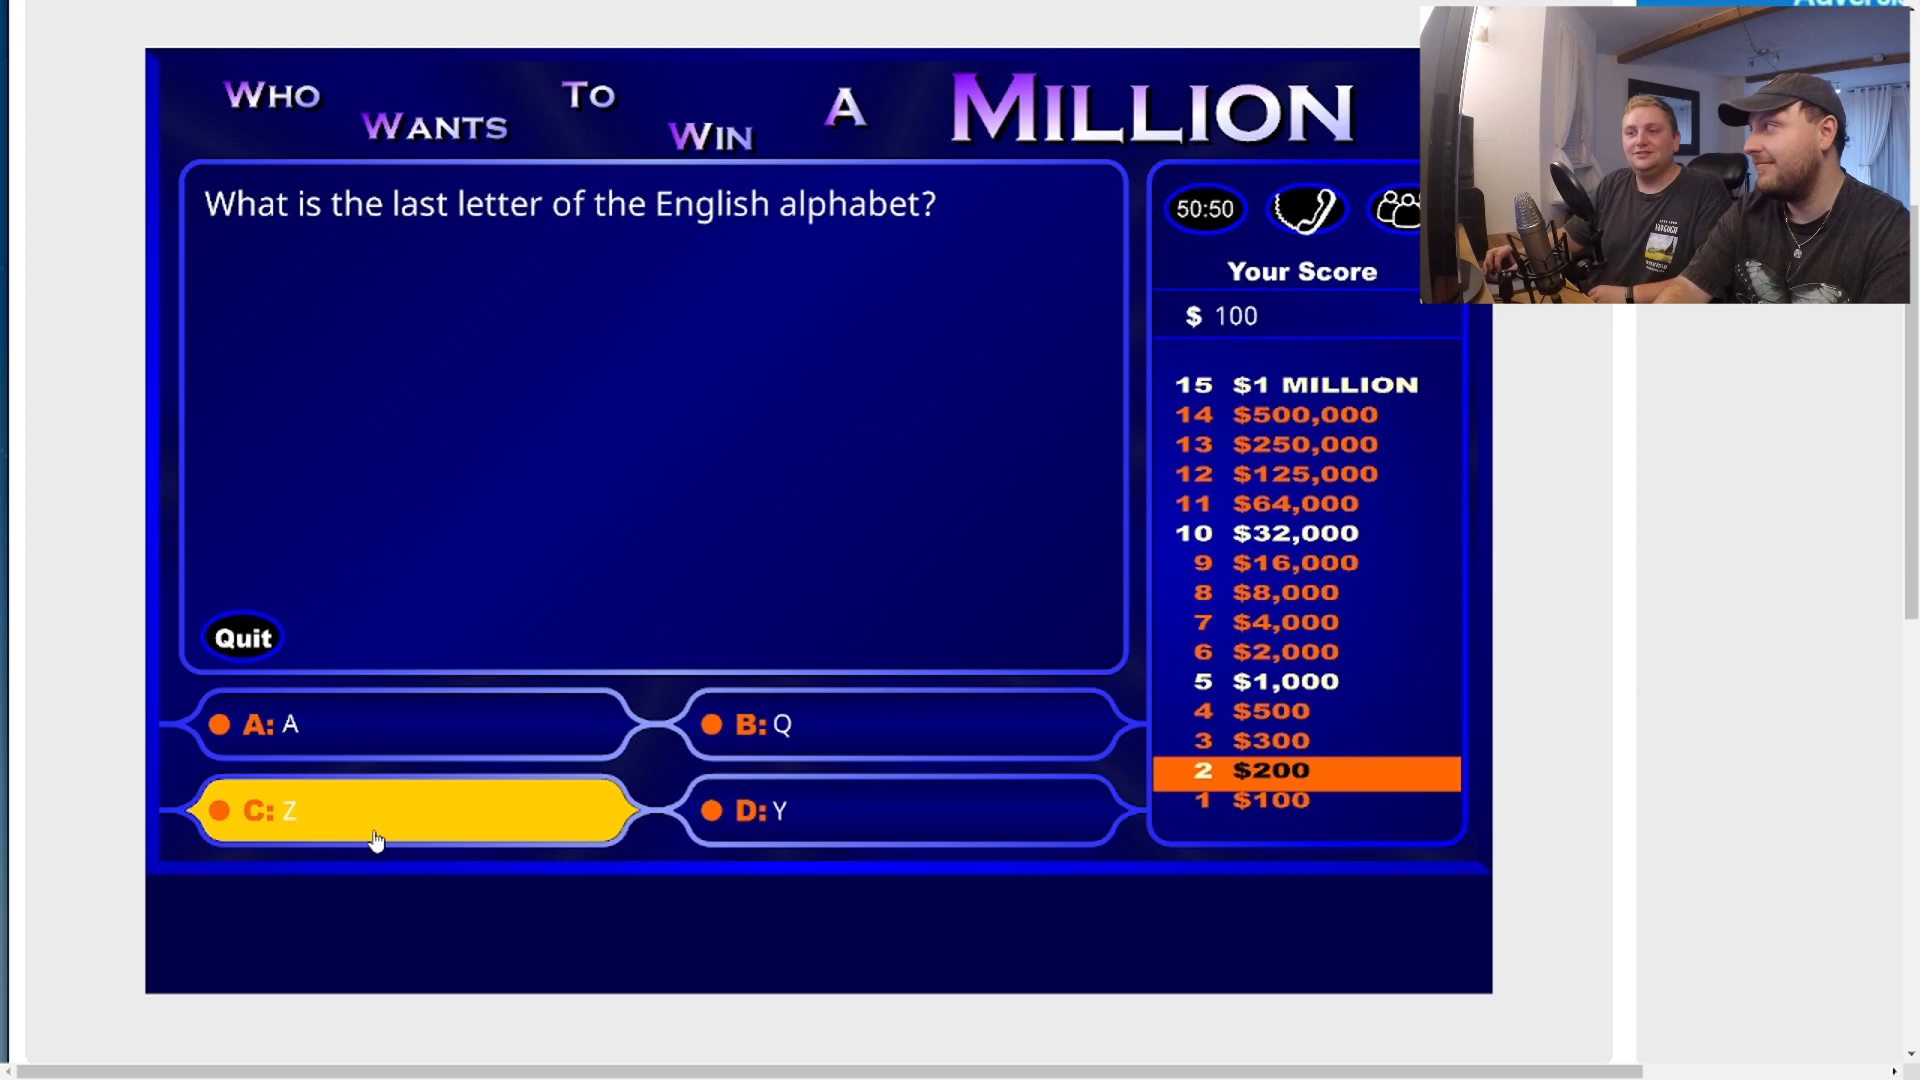 Who Wants To Win A Million
What is the last letter of the English alphabet?
50:50
Your Score
$ 100
15 $1 MILLION
14 $500,000
13 $250,000
12 $125,000
11 $64,000
10 $32,000
9 $16,000
8 $8,000
7 $4,000
6 $2,000
5 $1,000
4 $500
3 $300
2 $200
1 $100
Quit
A: A
B: Q
C: Z
D: Y